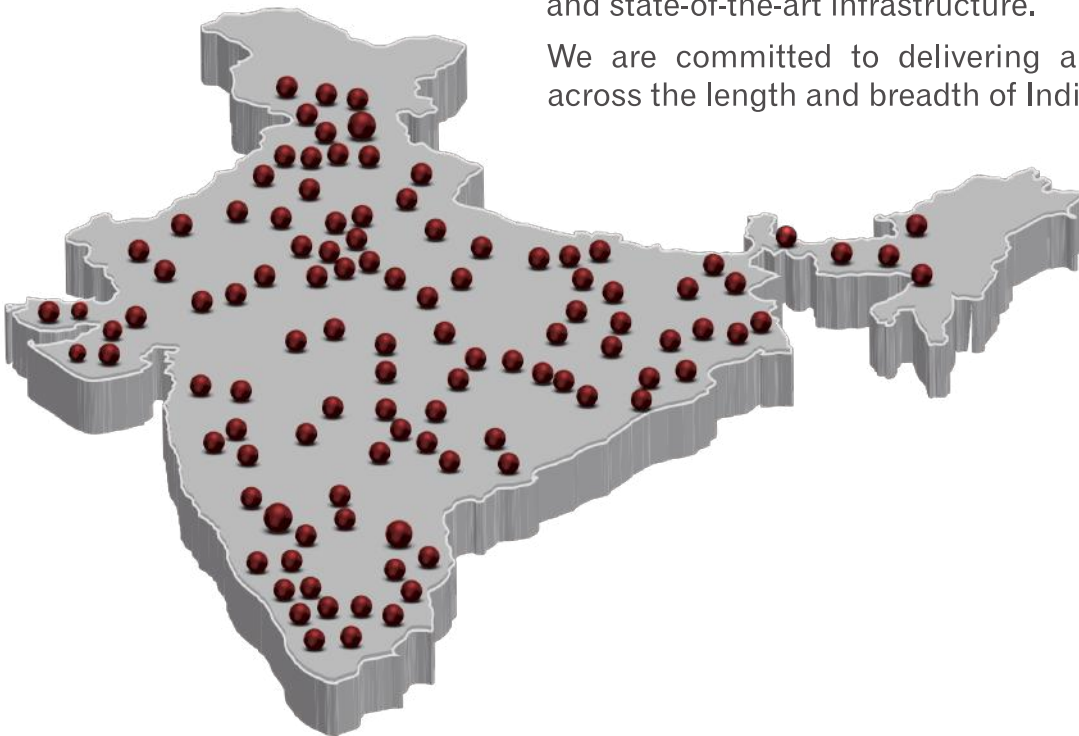 and state-of-the-art infrastructure.
We are committed to delivering a
across the length and breadth of Indi